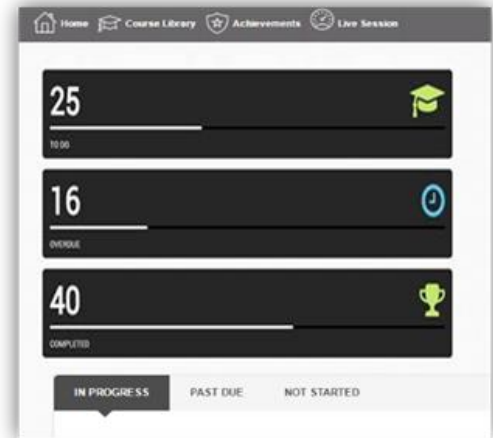 Home Course Library Achievements Live Session
25
TO DO
16
OVERDUE
40
COMPLETED
IN PROGRESS PAST DUE NOT STARTED